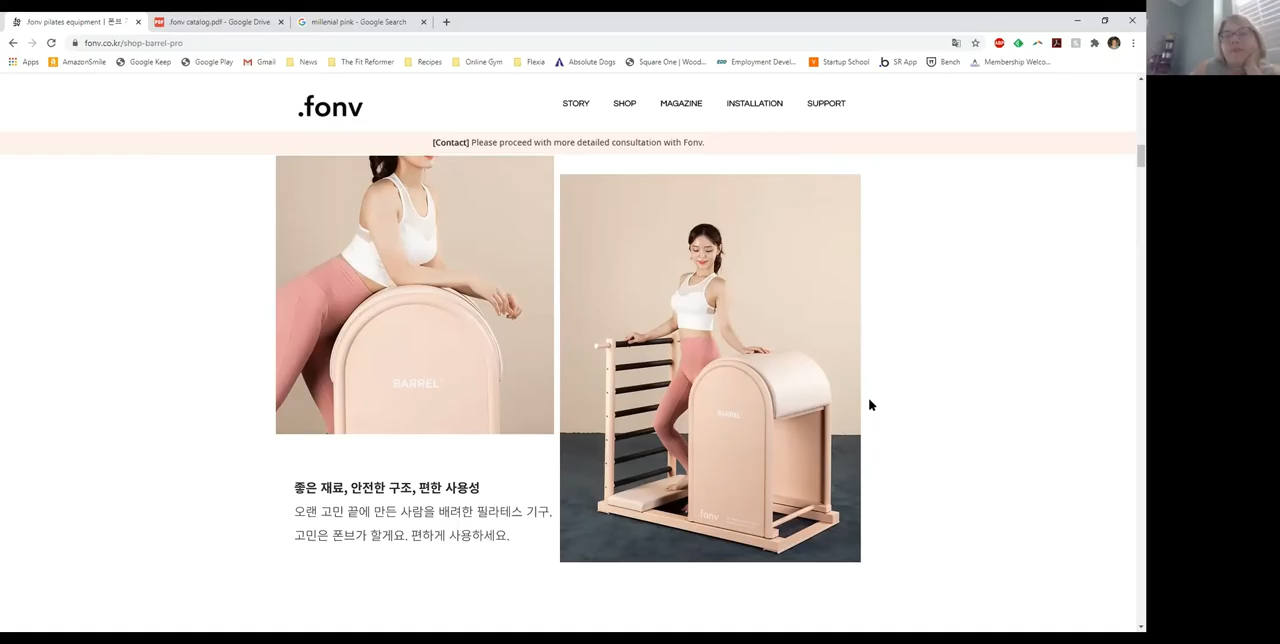 .fonv pilates equipment | 폰브
.fonv catalog.pdf - Google Drive
millenial pink - Google Search
fonv.co.kr/shop-barrel-pro
Apps
AmazonSmile
Google Keep
Google Play
Gmail
News
The Fit Reformer
Recipes
Online Gym
Flexia
Absolute Dogs
Square One | Wood...
Employment Devel...
Startup School
SR App
Bench
Membership Welco...
.fonv
STORY
SHOP
MAGAZINE
INSTALLATION
SUPPORT
[Contact] Please proceed with more detailed consultation with Fonv.
BARREL
BARREL
.fonv
좋은 재료, 안전한 구조, 편한 사용성
오랜 고민 끝에 만든 사람을 배려한 필라테스 기구.
고민은 폰브가 할게요. 편하게 사용하세요.